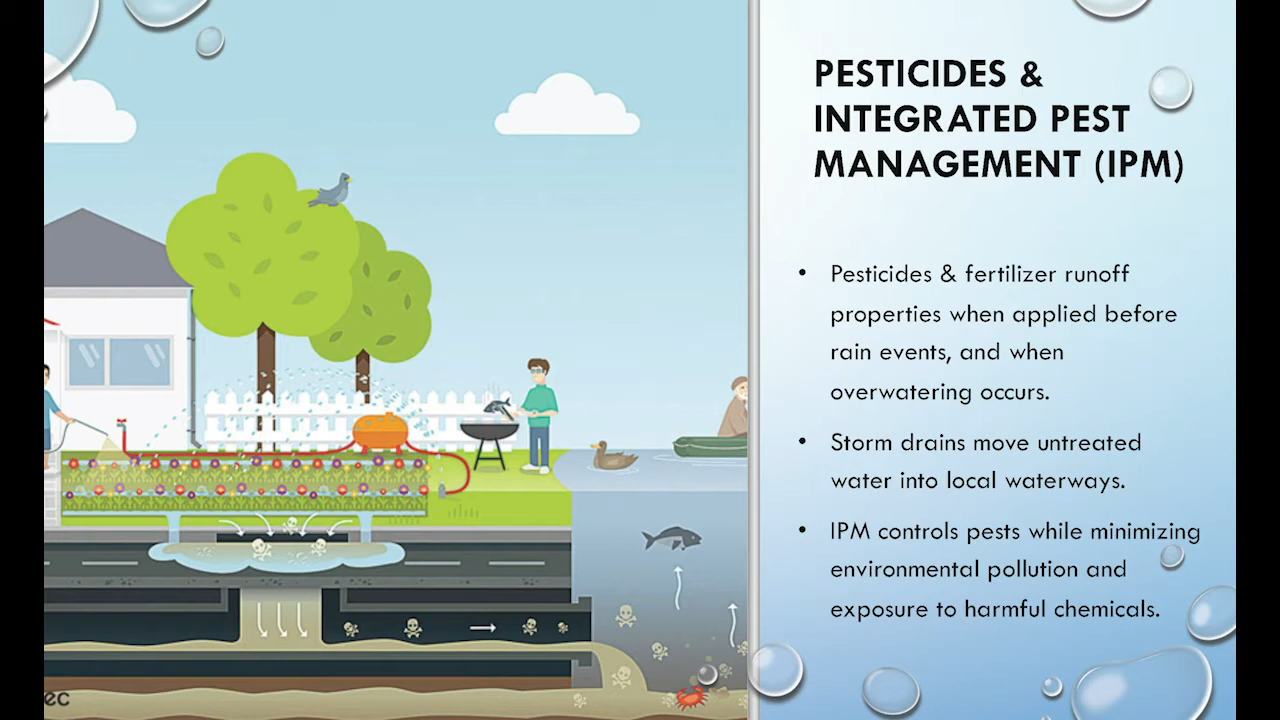 PESTICIDES &
INTEGRATED PEST
MANAGEMENT (IPM)
• Pesticides & fertilizer runoff
properties when applied before
rain events, and when
overwatering occurs.
• Storm drains move untreated
water into local waterways.
• IPM controls pests while minimizing
environmental pollution and
exposure to harmful chemicals.
ec